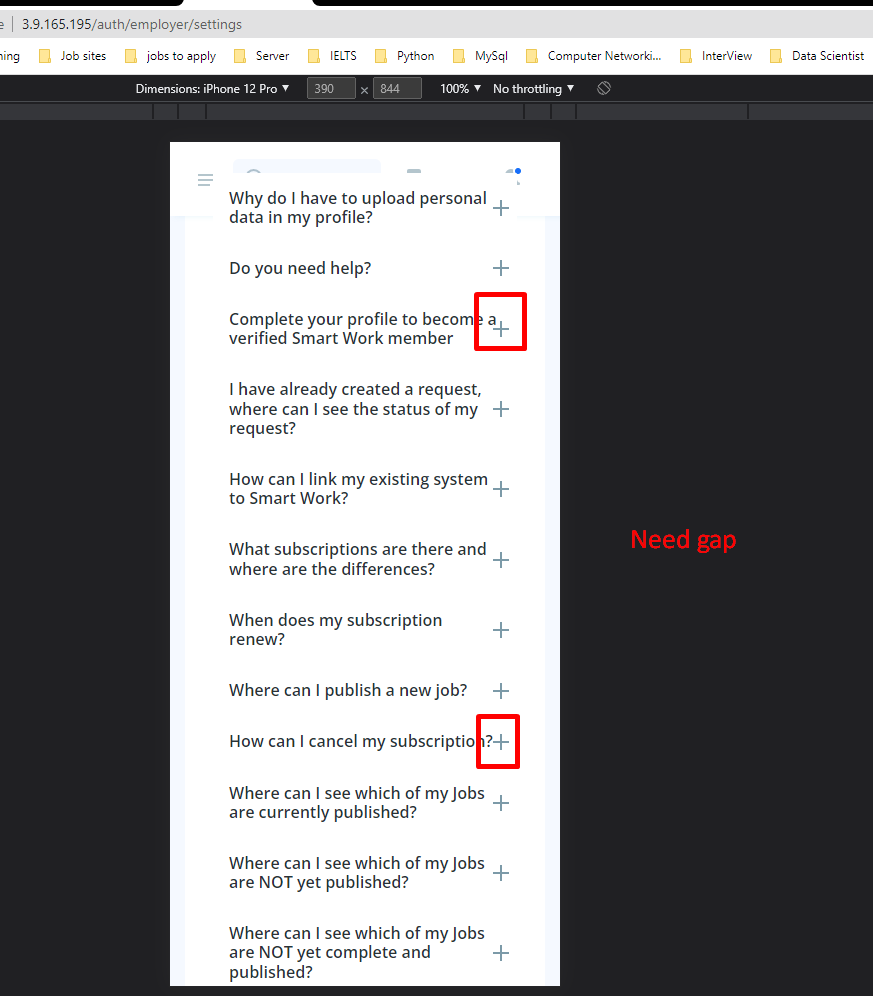 3.9.165.195/auth/employer/settings
Job sites jobs to apply Server IELTS Python MySql Computer Networki... InterView Data Scientist
Dimensions: iPhone 12 Pro ▼ 390 × 844 100% ▼ No throttling ▼
Why do I have to upload personal
data in my profile?
Do you need help?
Complete your profile to become a
verified Smart Work member
I have already created a request,
where can I see the status of my
request?
How can I link my existing system
to Smart Work?
Need gap
What subscriptions are there and
where are the differences?
When does my subscription
renew?
Where can I publish a new job?
How can I cancel my subscription?
Where can I see which of my Jobs
are currently published?
Where can I see which of my Jobs
are NOT yet published?
Where can I see which of my Jobs
are NOT yet complete and
published?